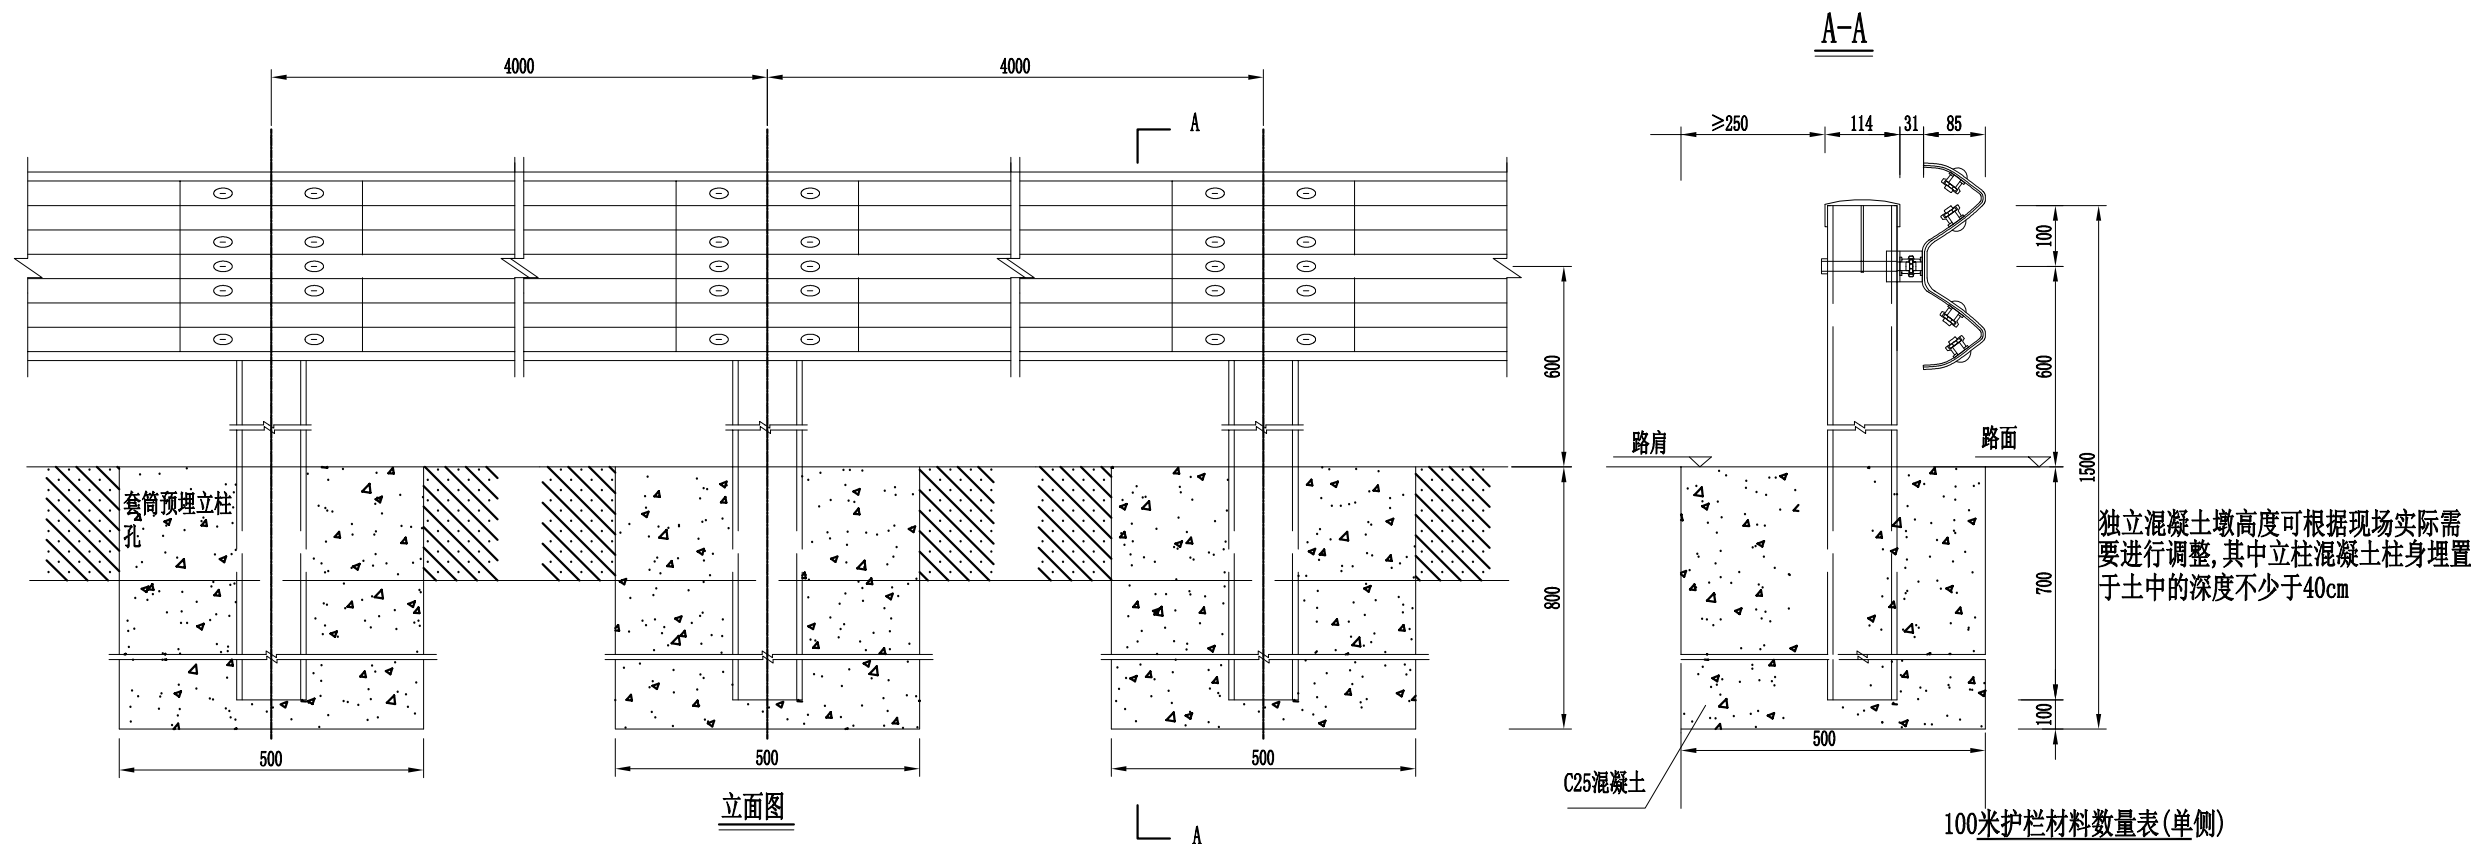 A-A
4000
4000
A
≥250
114
31
85
100
600
600
1500
路肩
路面
套筒预埋立柱
孔
独立混凝土墩高度可根据现场实际需
要进行调整,其中立柱混凝土柱身埋置
于土中的深度不少于40cm
800
700
100
500
500
500
500
C25混凝土
立面图
A
100米护栏材料数量表(单侧)